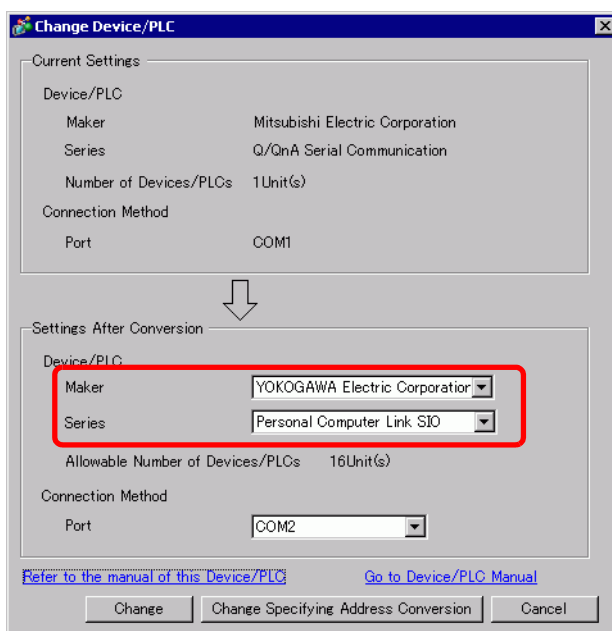 Change Device/PLC
Current Settings
Device/PLC
Maker Mitsubishi Electric Corporation
Series Q/QnA Serial Communication
Number of Devices/PLCs 1Unit(s)
Connection Method
Port COM1
Settings After Conversion
Device/PLC
Maker YOKOGAWA Electric Corporation
Series Personal Computer Link SIO
Allowable Number of Devices/PLCs 16Unit(s)
Connection Method
Port COM2
Refer to the manual of this Device/PLC Go to Device/PLC Manual
Change Change Specifying Address Conversion Cancel